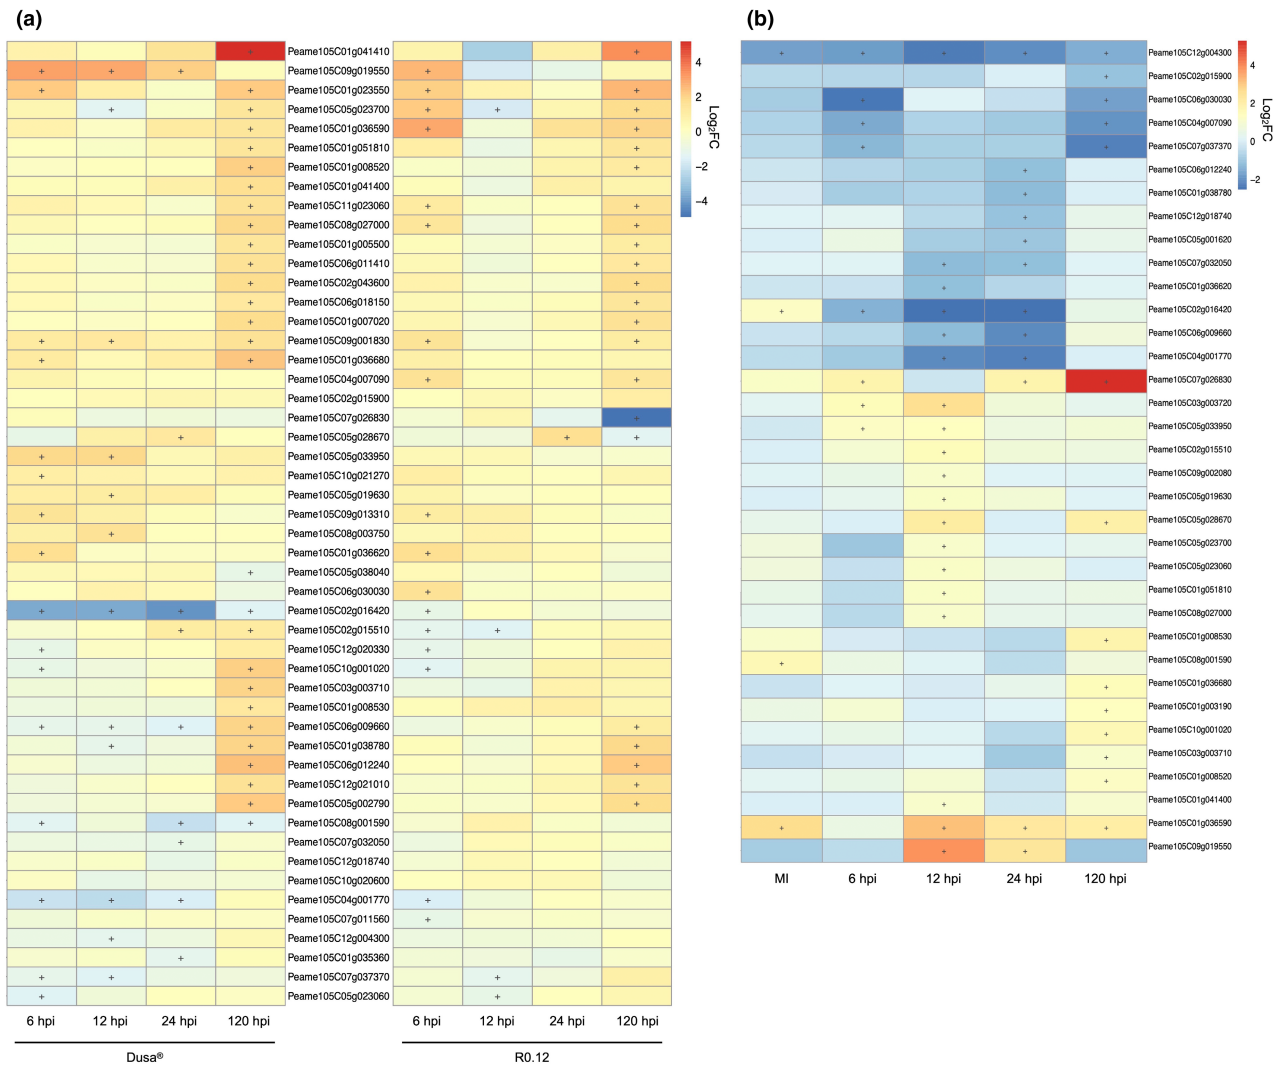 (a)
Peame105C01g041410
Peame105C09g019550
Peame105C01g023550
Peame105C05g023700
Peame105C01g036590
Peame105C01g051810
Peame105C01g008520
Peame105C01g041400
Peame105C11g023060
Peame105C08g027000
Peame105C01g005500
Peame105C06g011410
Peame105C02g043600
Peame105C06g018150
Peame105C01g007020
Peame105C09g001830
Peame105C01g036680
Peame105C04g007090
Peame105C02g015900
Peame105C07g026830
Peame105C05g028670
Peame105C05g033950
Peame105C10g021270
Peame105C05g019630
Peame105C09g013310
Peame105C08g003750
Peame105C01g036620
Peame105C05g038040
Peame105C06g030030
Peame105C02g016420
Peame105C02g015510
Peame105C12g020330
Peame105C10g001020
Peame105C03g003710
Peame105C01g008530
Peame105C06g009660
Peame105C01g038780
Peame105C06g012240
Peame105C12g021010
Peame105C05g002790
Peame105C08g001590
Peame105C07g032050
Peame105C12g018740
Peame105C10g020600
Peame105C04g001770
Peame105C07g011560
Peame105C12g004300
Peame105C01g035360
Peame105C07g037370
Peame105C05g023060
6 hpi 12 hpi 24 hpi 120 hpi 6 hpi 12 hpi 24 hpi 120 hpi
Dusa® R0.12
4
2
0
−2
−4
Log₂FC
(b)
Peame105C12g004300
Peame105C02g015900
Peame105C06g030030
Peame105C04g007090
Peame105C07g037370
Peame105C06g012240
Peame105C01g038780
Peame105C12g018740
Peame105C05g001620
Peame105C07g032050
Peame105C01g036620
Peame105C02g016420
Peame105C06g009660
Peame105C04g001770
Peame105C07g026830
Peame105C03g003720
Peame105C05g033950
Peame105C02g015510
Peame105C09g002080
Peame105C05g019630
Peame105C05g028670
Peame105C05g023700
Peame105C05g023060
Peame105C01g051810
Peame105C08g027000
Peame105C01g008530
Peame105C08g001590
Peame105C01g036680
Peame105C01g003190
Peame105C10g001020
Peame105C03g003710
Peame105C01g008520
Peame105C01g041400
Peame105C01g036590
Peame105C09g019550
MI 6 hpi 12 hpi 24 hpi 120 hpi
4
2
0
−2
Log₂FC